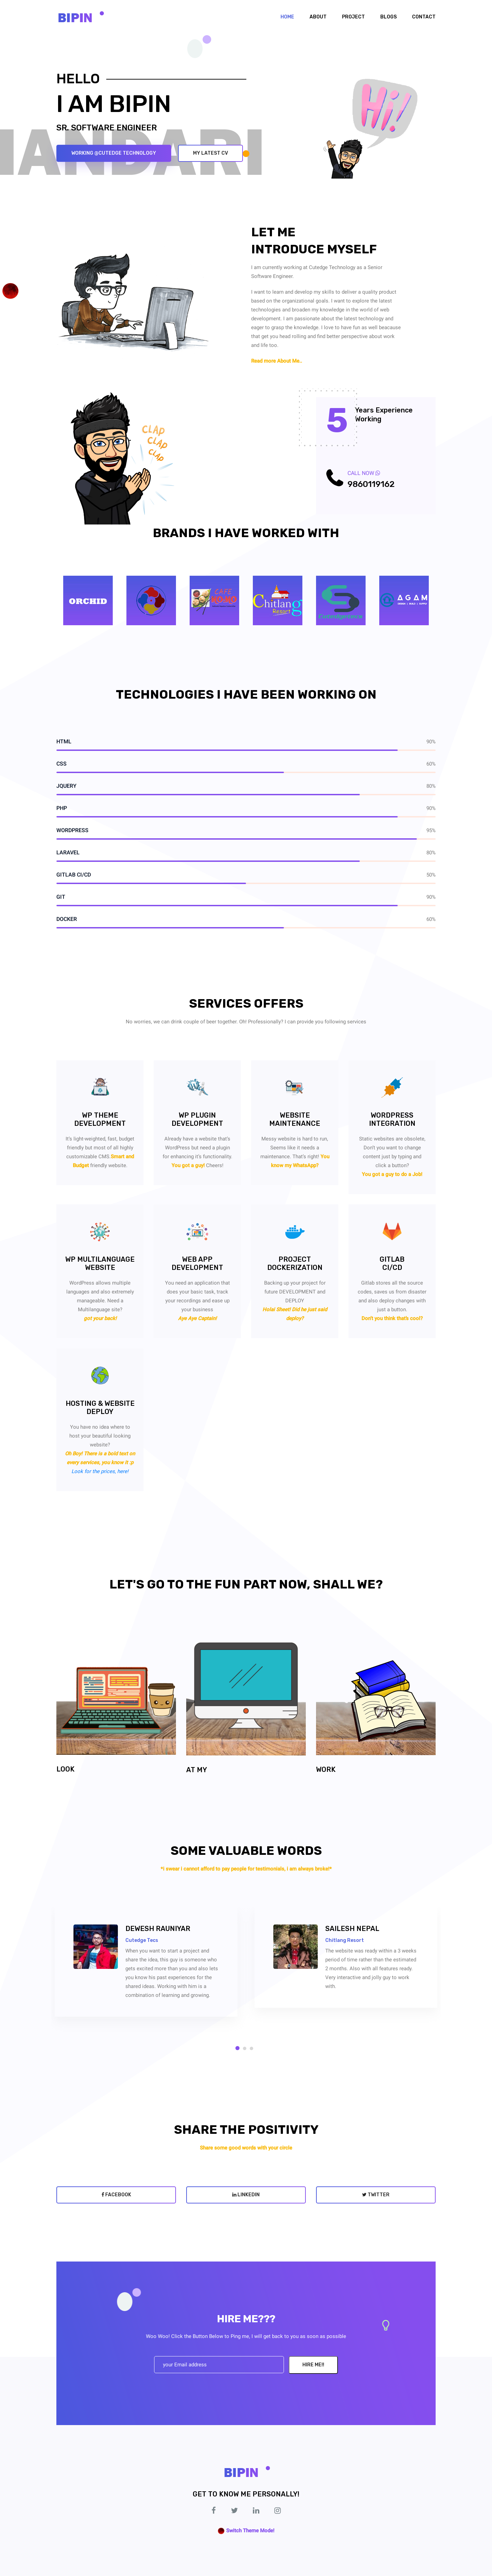 BIPIN
HOME
ABOUT
PROJECT
BLOGS
CONTACT
HELLO
I AM BIPIN
SR. SOFTWARE ENGINEER
WORKING @CUTEDGE TECHNOLOGY
MY LATEST CV
Hi!
LET ME
INTRODUCE MYSELF
I am currently working at Cutedge Technology as a Senior
Software Engineer.
I want to learn and develop my skills to deliver a quality product
based on the organizational goals. I want to explore the latest
technologies and broaden my knowledge in the world of web
development. I am passionate about the latest technology and
eager to grasp the knowledge. I love to have fun as well beacause
that get you head rolling and find better perspective about work
and life too.
Read more About Me...
CLAP
CLAP
CLAP
5
Years Experience
Working
CALL NOW
9860119162
BRANDS I HAVE WORKED WITH
ORCHID
CAFE
Chitlang
Resort
Cutedgetech
AGAM
TECHNOLOGIES I HAVE BEEN WORKING ON
HTML 90%
CSS 60%
JQUERY 80%
PHP 90%
WORDPRESS 95%
LARAVEL 80%
GITLAB CI/CD 50%
GIT 90%
DOCKER 60%
SERVICES OFFERS
No worries, we can drink couple of beer together. Oh! Professionally? I can provide you following services
WP THEME
DEVELOPMENT
It's light-weighted, fast, budget
friendly but most of all highly
customizable CMS Smart and
Budget friendly website.
WP PLUGIN
DEVELOPMENT
Already have a website that's
WordPress but need a plugin
for enhancing it's functionality.
You got a guy! Cheers!
WEBSITE
MAINTENANCE
Messy website is hard to run,
Seems like it needs a
maintenance. That's right! You
know my WhatsApp?
WORDPRESS
INTEGRATION
Static websites are obsolete,
Don't you want to change
content just by typing and
click a button?
You got a guy to do a Job!
WP MULTILANGUAGE
WEBSITE
WordPress allows multiple
languages and also extremely
manageable. Need a
Multilanguage site?
got your back!
WEB APP
DEVELOPMENT
You need an application that
does your basic task, track
your recordings and ease up
your business
Aye Aye Captain!
PROJECT
DOCKERIZATION
Backing up your project for
future DEVELOPMENT and
DEPLOY
Hola! Sheet! Did he just said
deploy?
GITLAB
CI/CD
Gitlab stores all the source
codes, saves us from disaster
and also deploy changes with
just a button.
Don't you think that's cool?
HOSTING & WEBSITE
DEPLOY
You have no idea where to
host your beautiful looking
website?
Oh Boy! There is a bold text on
every services, you know it :p
Look for the prices, here!
LET'S GO TO THE FUN PART NOW, SHALL WE?
LOOK
AT MY
WORK
SOME VALUABLE WORDS
*I swear I cannot afford to pay people for testimonials, I am always broke!*
DEWESH RAUNIYAR
Cutedge Tecs
When you want to start a project and
share the idea, this guy is someone who
gets excited more than you and also lets
you know his past experiences for the
shared ideas. Working with him is a
combination of learning and growing.
SAILESH NEPAL
Chitlang Resort
The website was ready within a 3 weeks
period of time rather than the estimated
2 months. Also with all features ready.
Very interactive and jolly guy to work
with.
SHARE THE POSITIVITY
Share some good words with your circle
FACEBOOK
LINKEDIN
TWITTER
HIRE ME???
Woo Woo! Click the Button Below to Ping me, I will get back to you as soon as possible
your Email address
HIRE ME!!
BIPIN
GET TO KNOW ME PERSONALLY!
Switch Theme Mode!